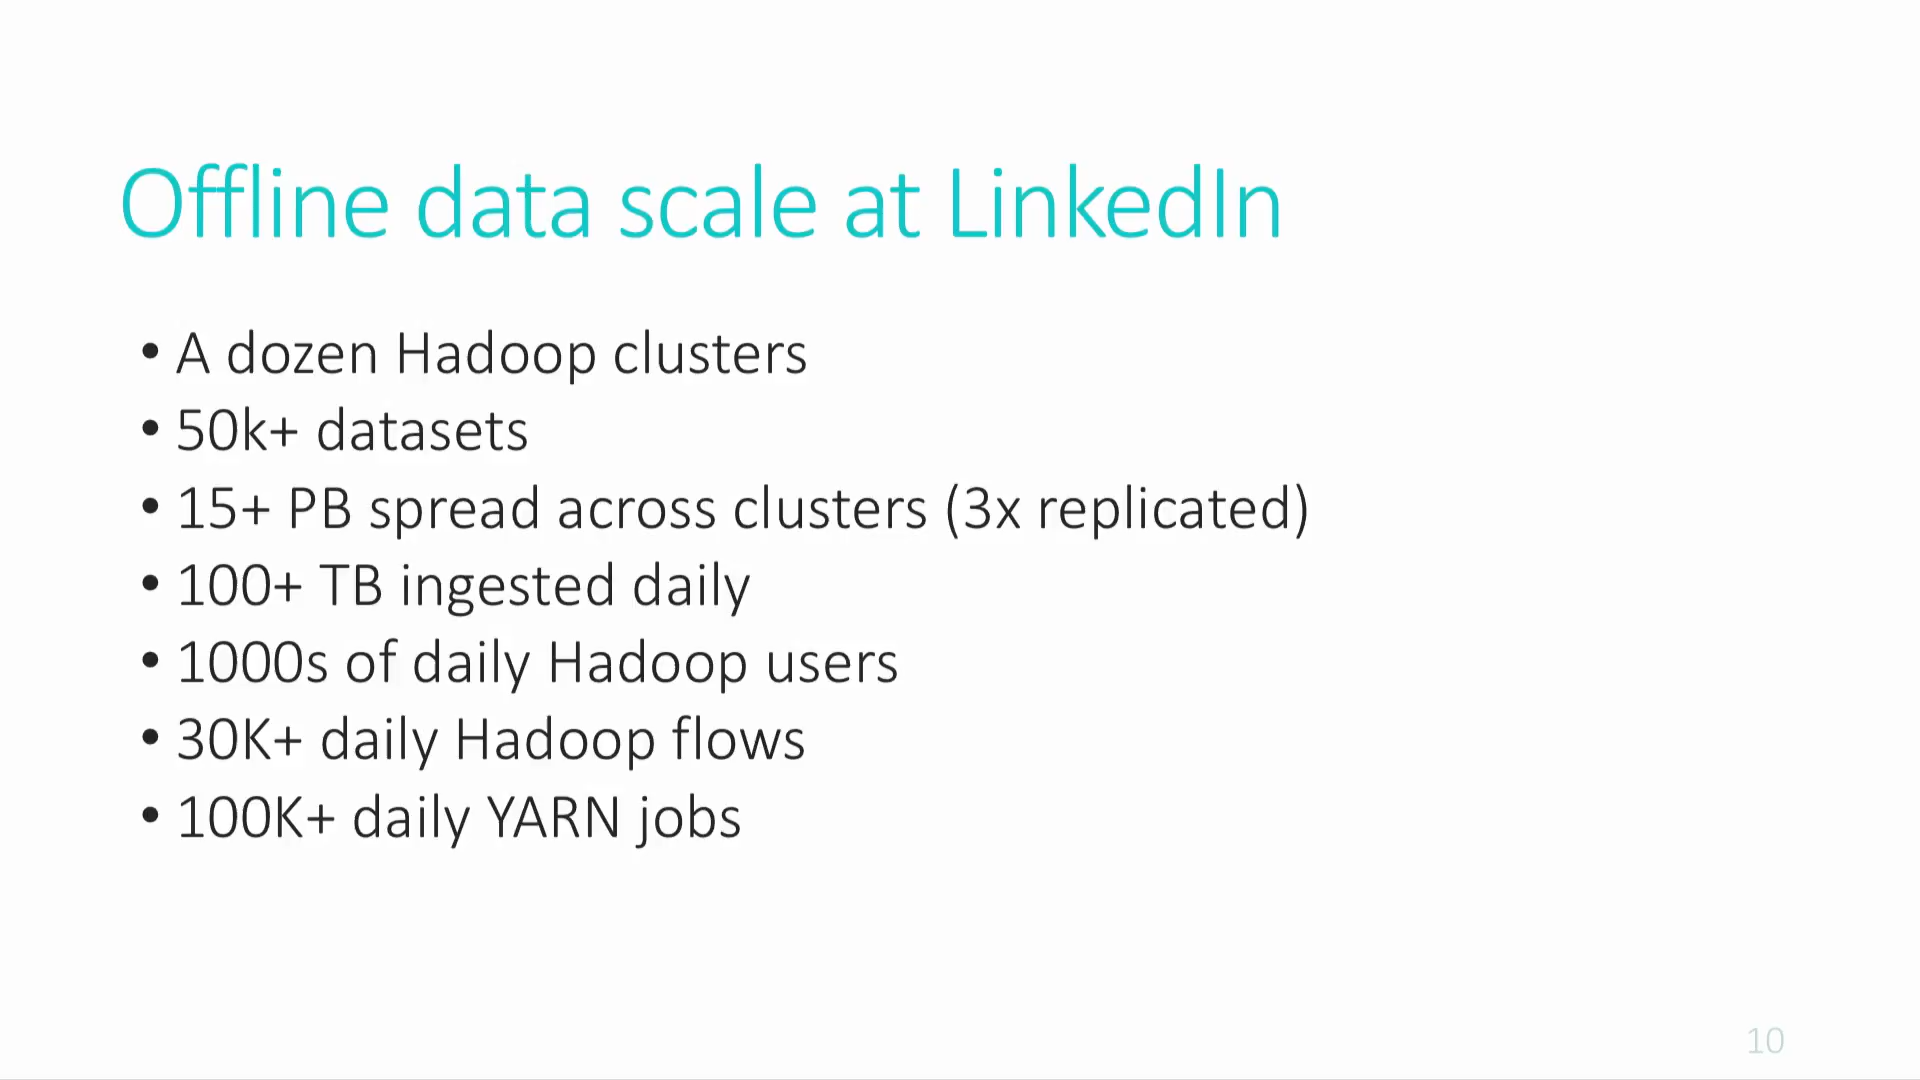 Offline data scale at LinkedIn
• A dozen Hadoop clusters
• 50k+ datasets
• 15+ PB spread across clusters (3x replicated)
• 100+ TB ingested daily
• 1000s of daily Hadoop users
• 30K+ daily Hadoop flows
• 100K+ daily YARN jobs
10